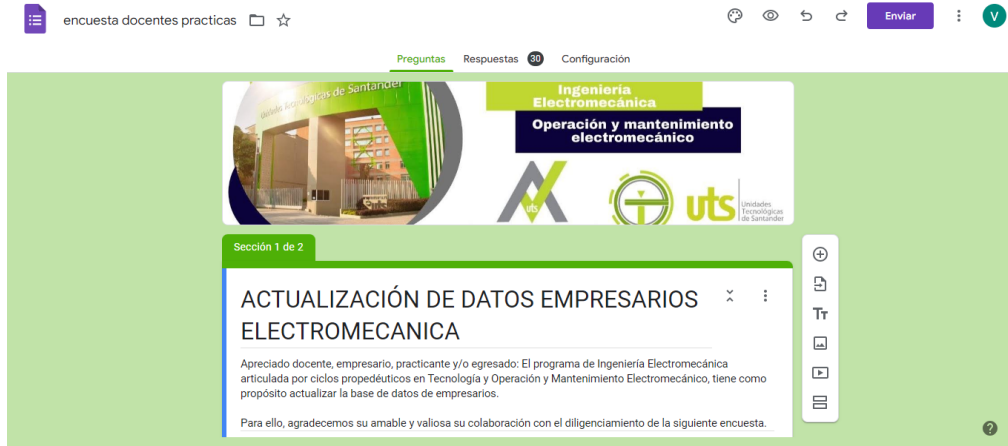 encuesta docentes practicas
Enviar
V
Preguntas
Respuestas 30
Configuración
Unidades Tecnológicas de Santander
Ingeniería
Electromecánica
Operación y mantenimiento
electromecánico
uts
uts
Unidades
Tecnológicas
de Santander
Sección 1 de 2
ACTUALIZACIÓN DE DATOS EMPRESARIOS
ELECTROMECANICA
Apreciado docente, empresario, practicante y/o egresado: El programa de Ingeniería Electromecánica
articulada por ciclos propedéuticos en Tecnología y Operación y Mantenimiento Electromecánico, tiene como
propósito actualizar la base de datos de empresarios.
Para ello, agradecemos su amable y valiosa su colaboración con el diligenciamiento de la siguiente encuesta.
Tт